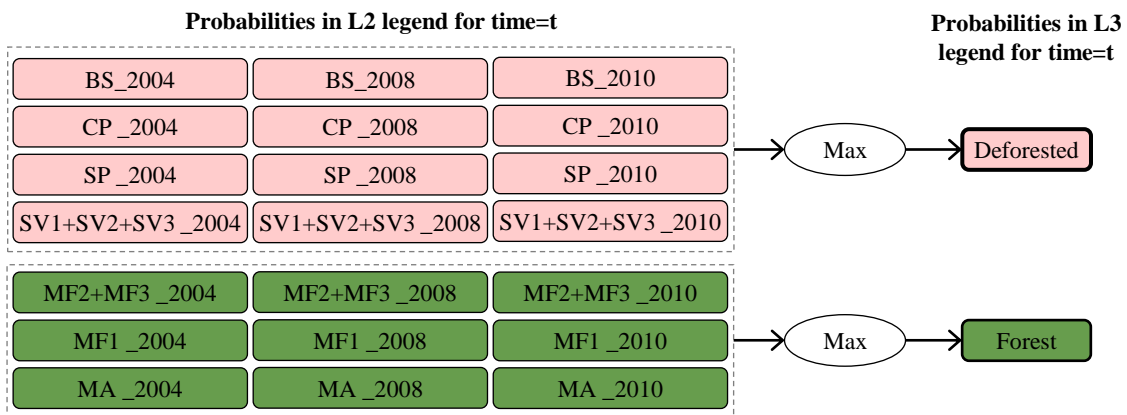 Probabilities in L2 legend for time=t
Probabilities in L3
legend for time=t
BS_2004
BS_2008
BS_2010
CP _2004
CP _2008
CP _2010
SP _2004
SP _2008
SP _2010
SV1+SV2+SV3 _2004
SV1+SV2+SV3 _2008
SV1+SV2+SV3 _2010
Max
Deforested
MF2+MF3 _2004
MF2+MF3 _2008
MF2+MF3 _2010
MF1 _2004
MF1 _2008
MF1 _2010
MA _2004
MA _2008
MA _2010
Max
Forest